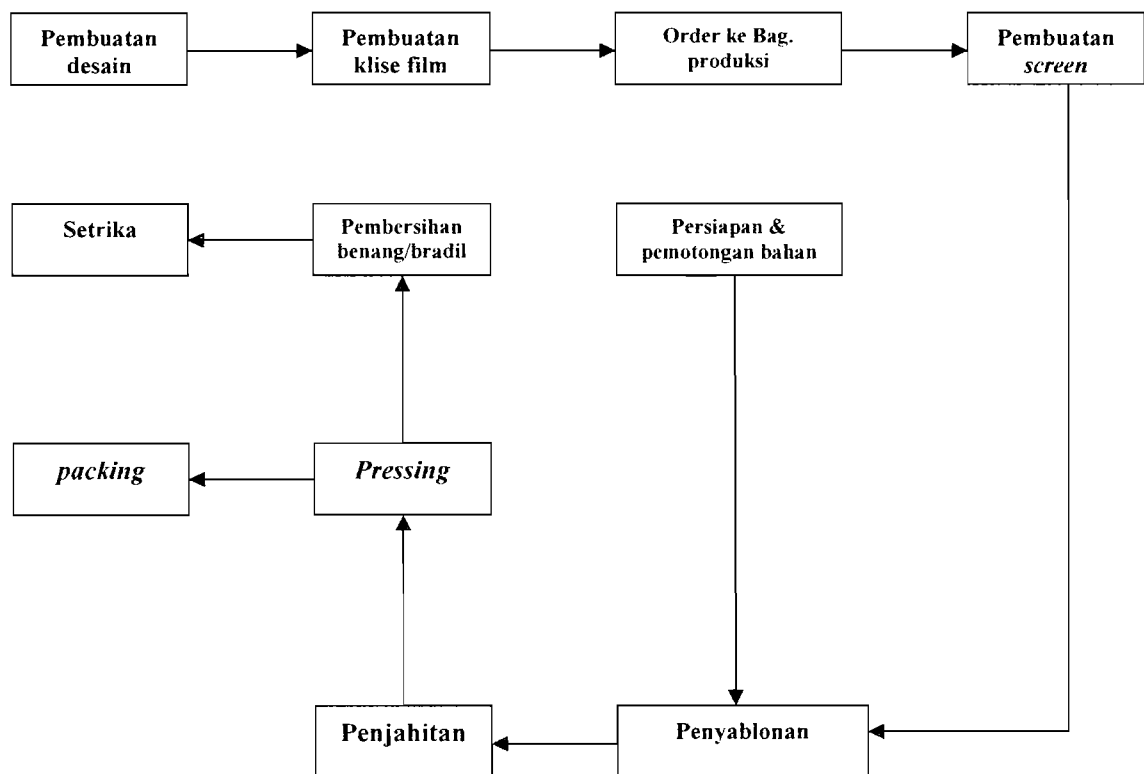 Pembuatan
desain
Pembuatan
klise film
Order ke Bag.
produksi
Pembuatan
screen
Setrika
Pembersihan
benang/bradil
Persiapan &
pemotongan bahan
packing
Pressing
Penjahitan
Penyablonan